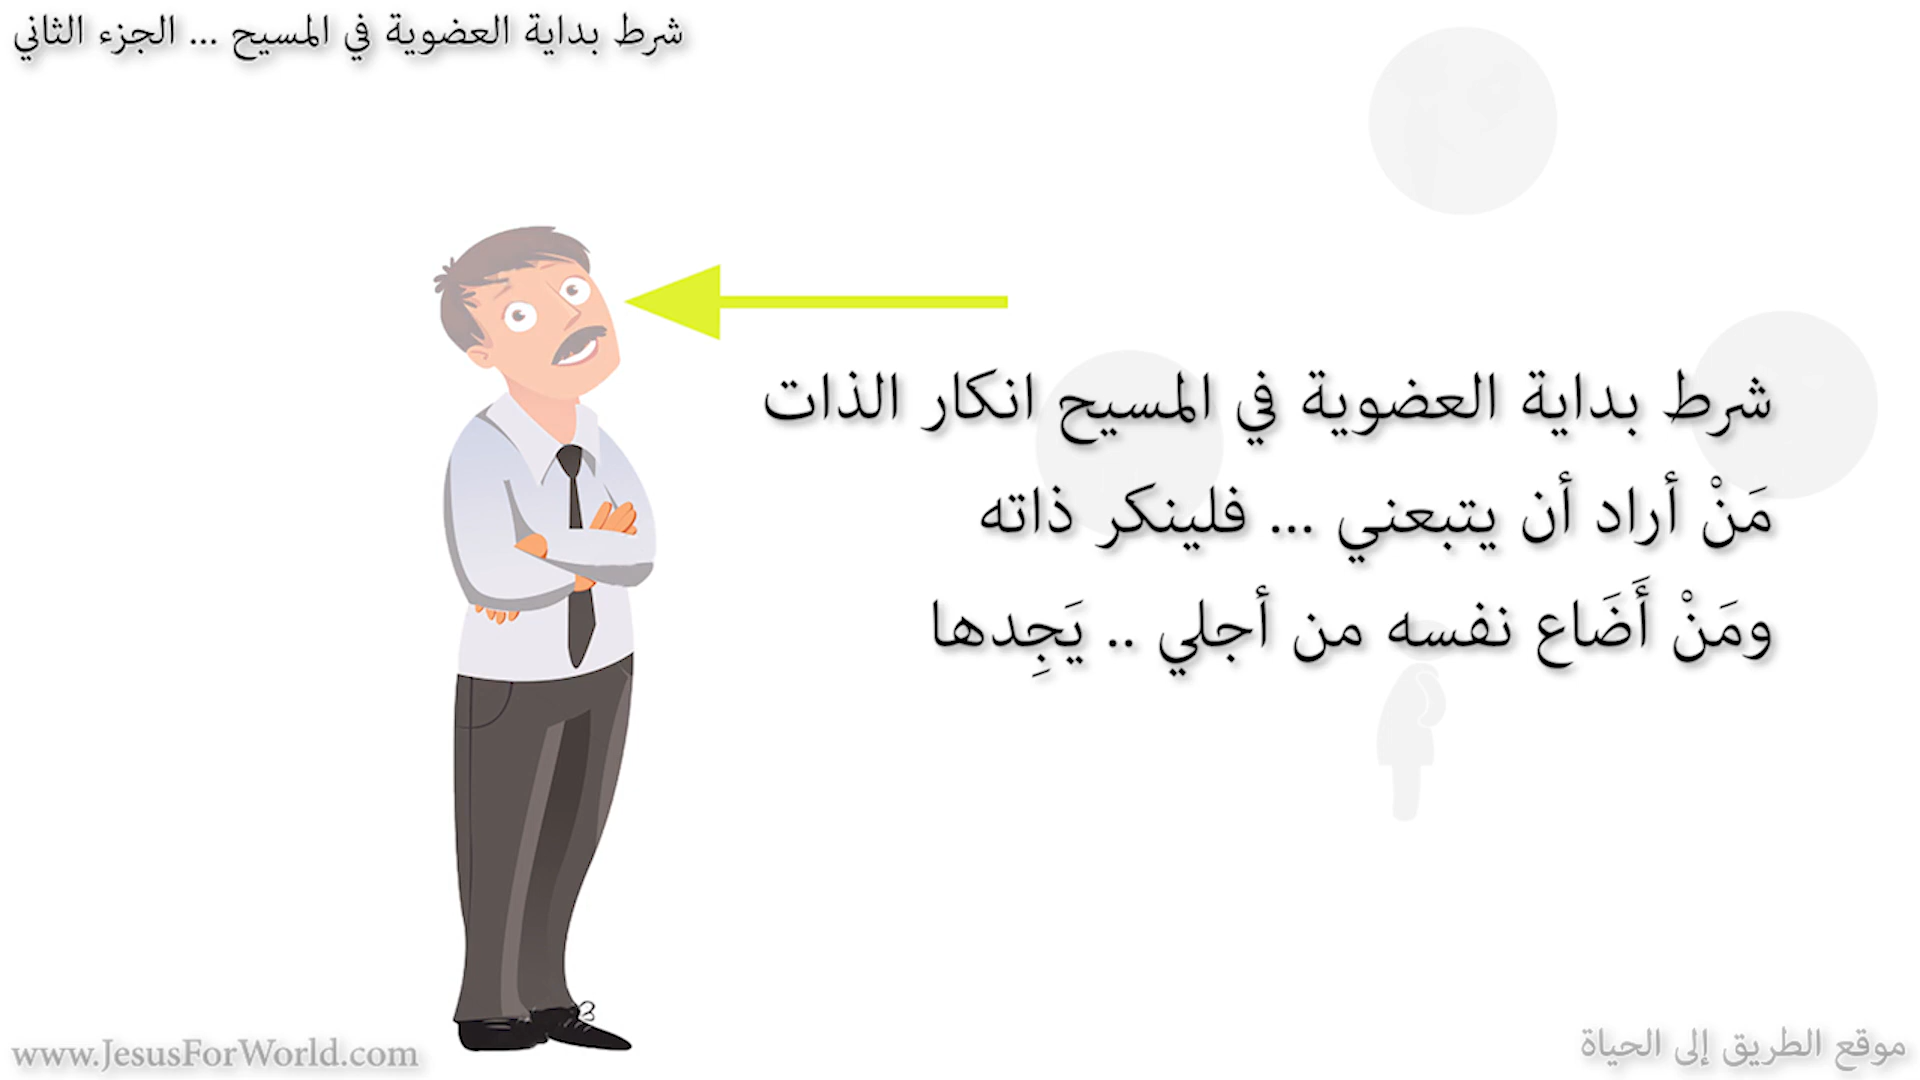 شرط بداية العضوية في المسيح ... الجزء الثاني
شرط بداية العضوية في المسيح انكار الذات
مَنْ أراد أن يتبعني ... فلينكر ذاته
ومَنْ أَضَاع نفسه من أجلي .. يَجِدها
www.JesusForWorld.com
موقع الطريق إلى الحياة